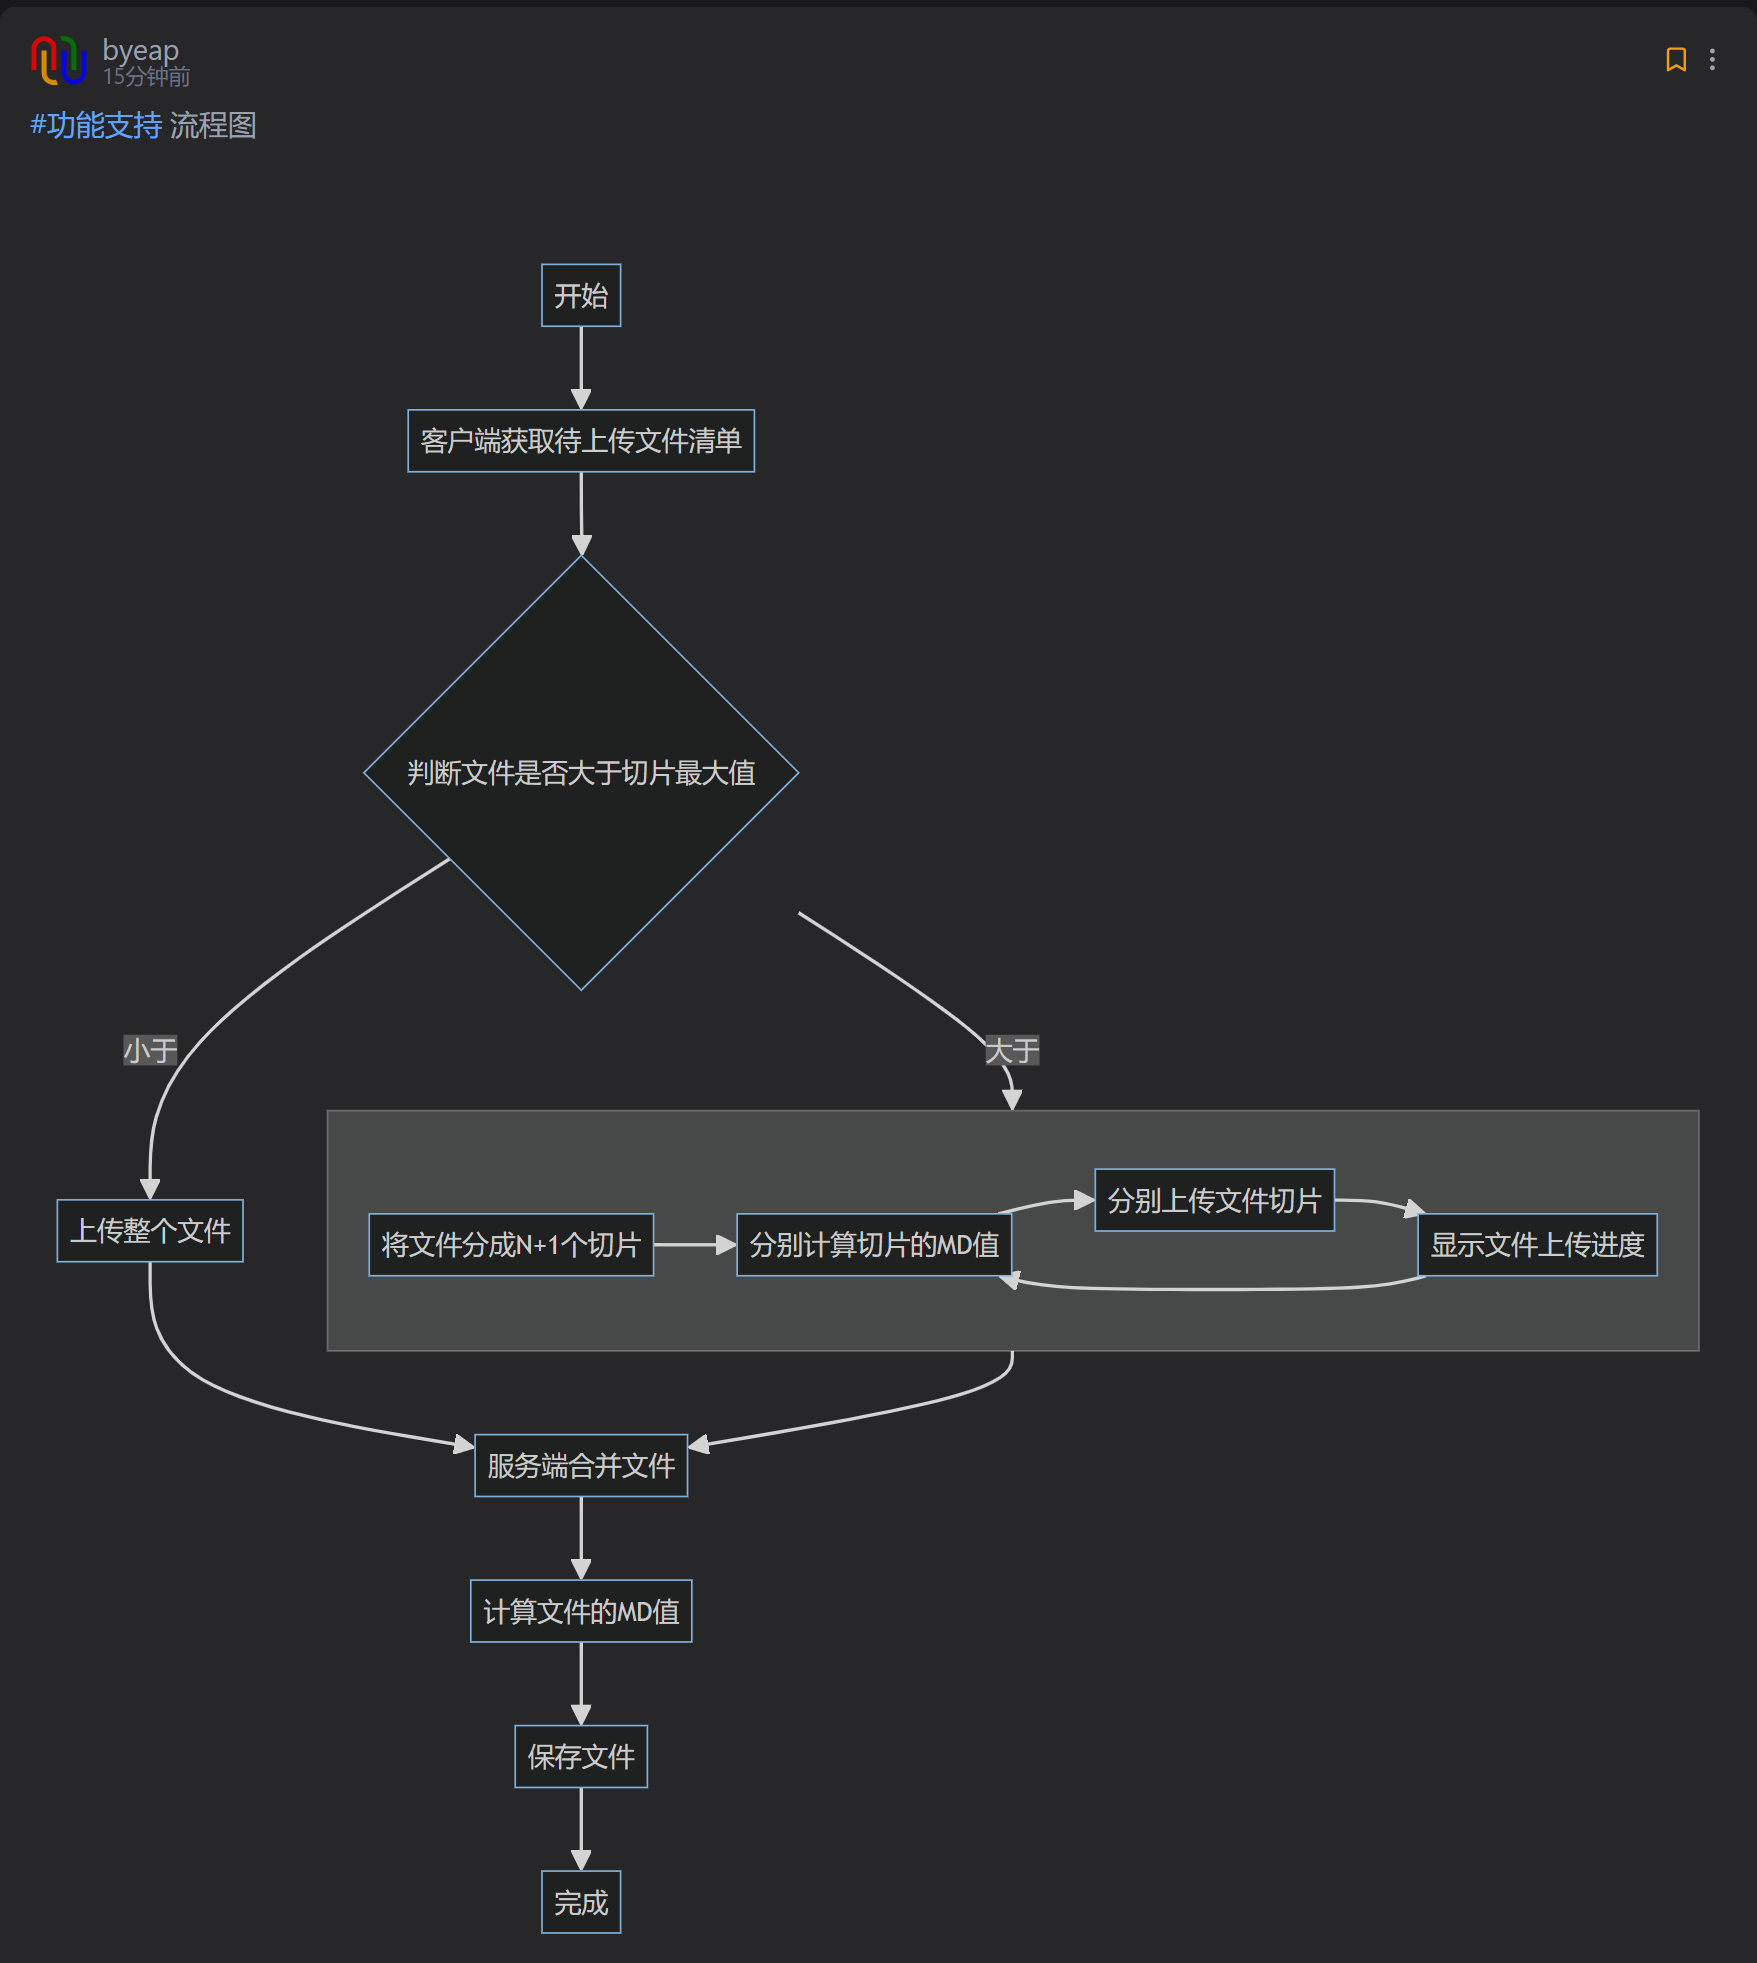 byeap
15分钟前
#功能支持 流程图
开始
客户端获取待上传文件清单
判断文件是否大于切片最大值
小于
大于
上传整个文件
将文件分成N+1个切片
分别计算切片的MD值
分别上传文件切片
显示文件上传进度
服务端合并文件
计算文件的MD值
保存文件
完成